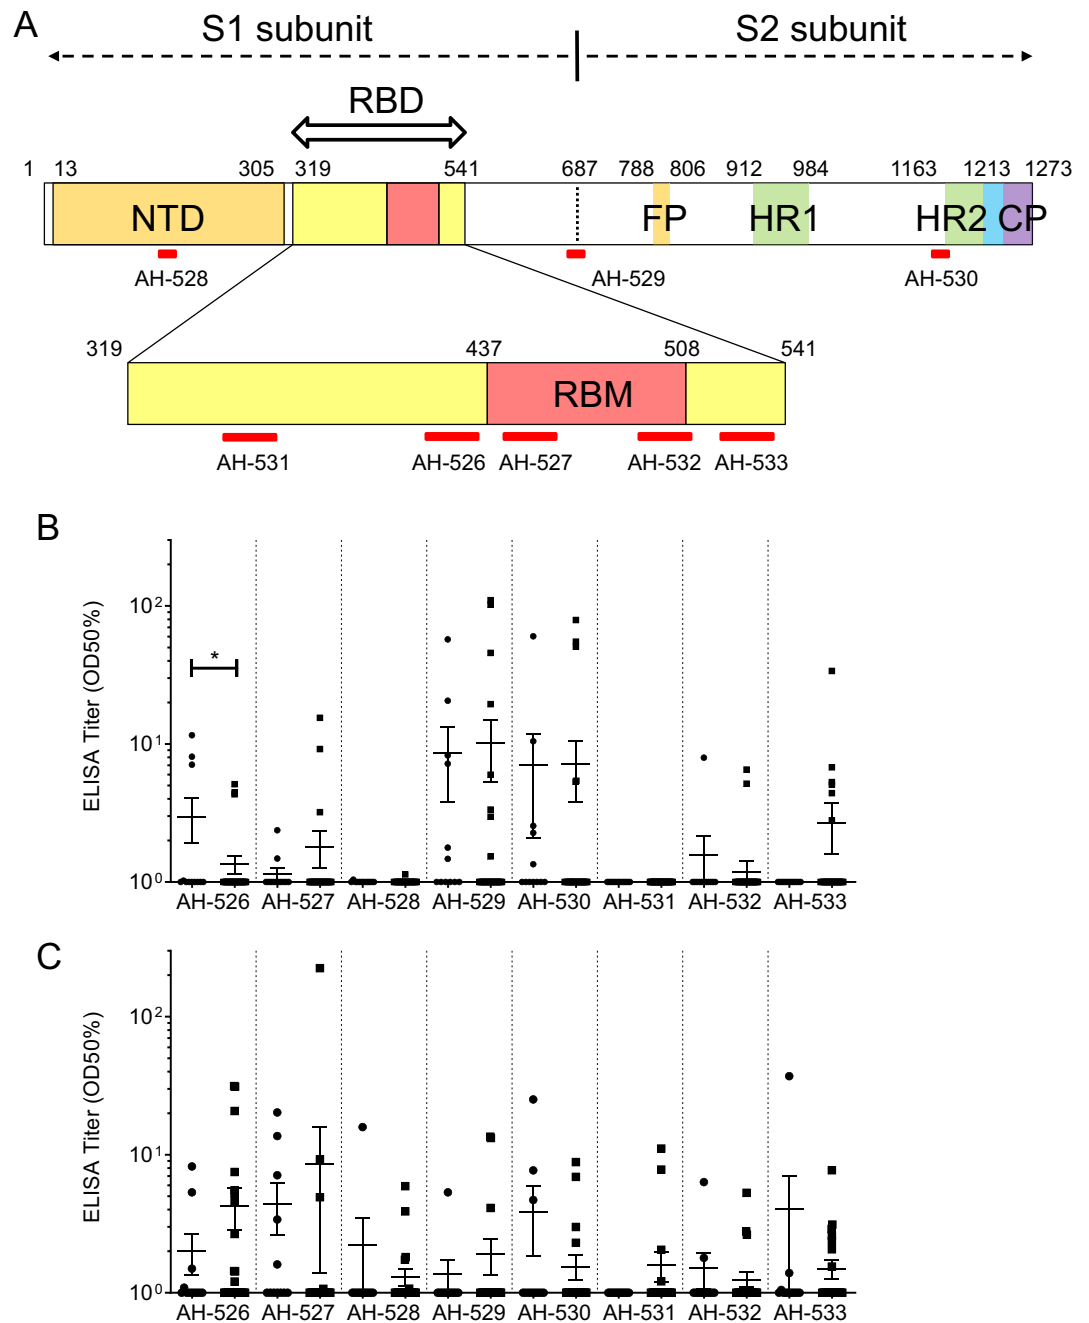 A
S1 subunit S2 subunit
RBD
1 13 305 319 541 687 788 806 912 984 1163 1213 1273
NTD FP HR1 HR2 CP
AH-528 AH-529 AH-530
319 437 508 541
RBM
AH-531 AH-526 AH-527 AH-532 AH-533
B
ELISA Titer (OD50%)
10²
10¹
10⁰
*
AH-526 AH-527 AH-528 AH-529 AH-530 AH-531 AH-532 AH-533
C
ELISA Titer (OD50%)
10²
10¹
10⁰
AH-526 AH-527 AH-528 AH-529 AH-530 AH-531 AH-532 AH-533